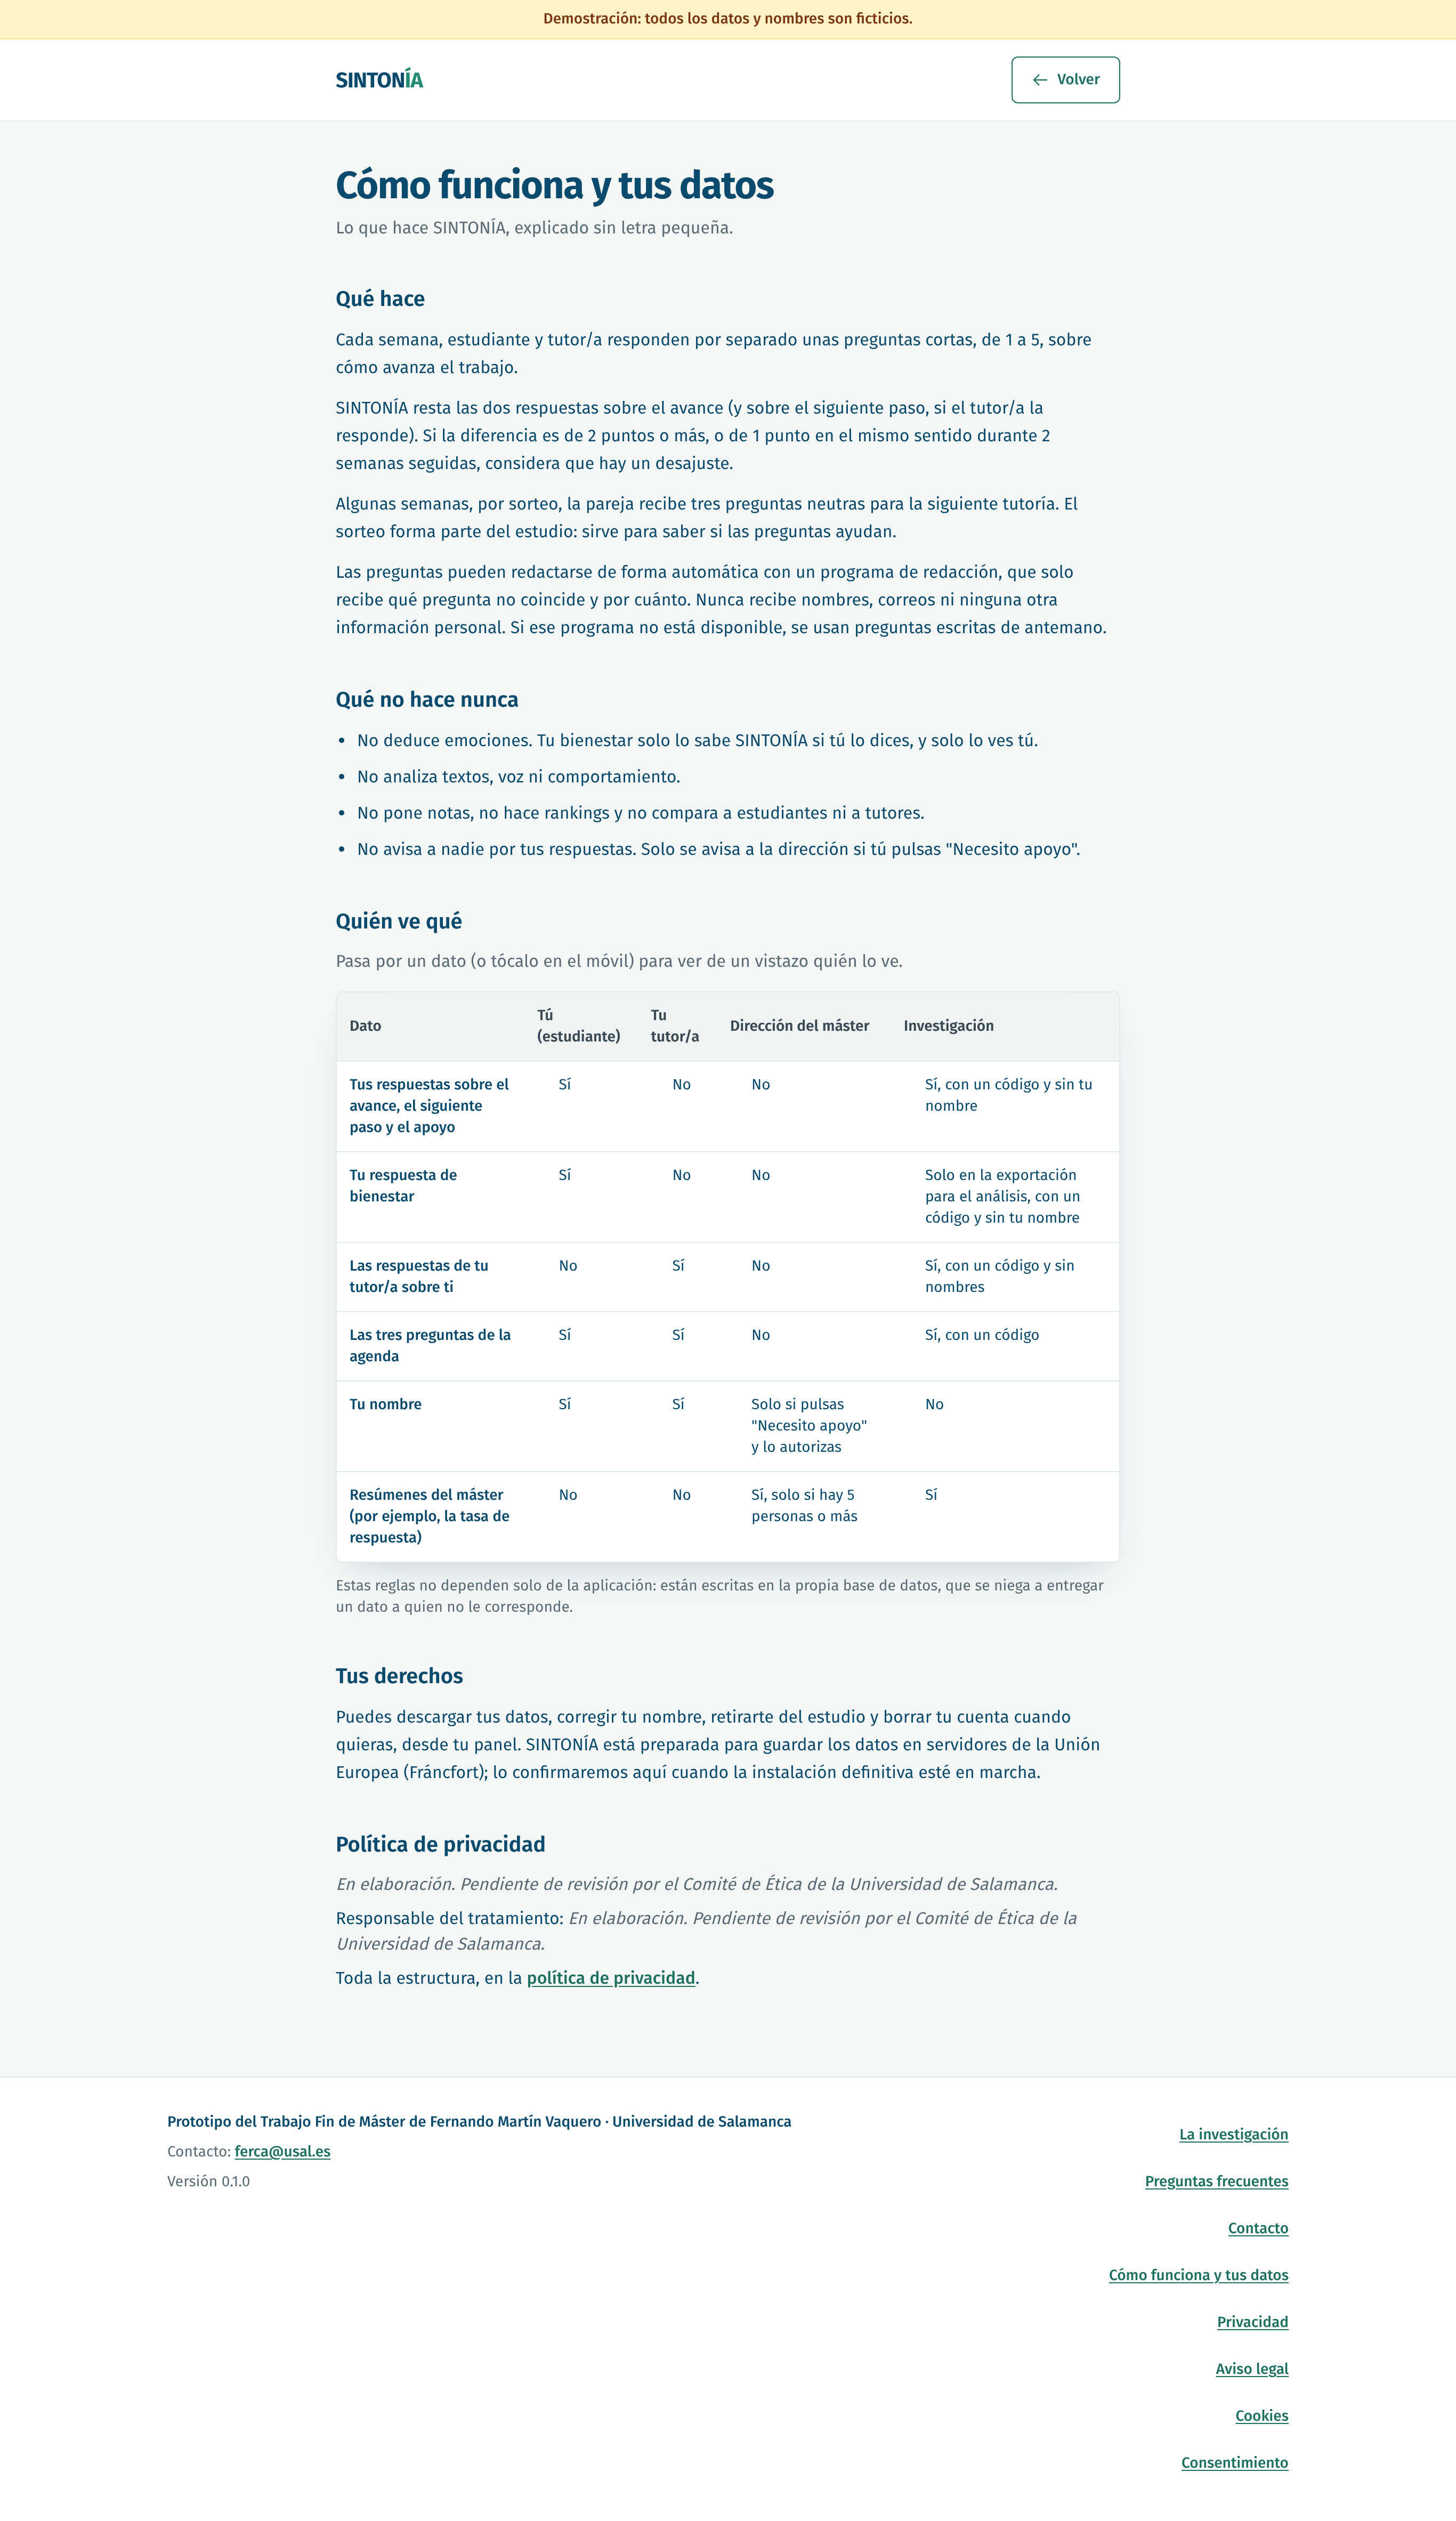 Demostración: todos los datos y nombres son ficticios.
SINTONÍA
← Volver
Cómo funciona y tus datos
Lo que hace SINTONÍA, explicado sin letra pequeña.
Qué hace
Cada semana, estudiante y tutor/a responden por separado unas preguntas cortas, de 1 a 5, sobre
cómo avanza el trabajo.
SINTONÍA resta las dos respuestas sobre el avance (y sobre el siguiente paso, si el tutor/a la
responde). Si la diferencia es de 2 puntos o más, o de 1 punto en el mismo sentido durante 2
semanas seguidas, considera que hay un desajuste.
Algunas semanas, por sorteo, la pareja recibe tres preguntas neutras para la siguiente tutoría. El
sorteo forma parte del estudio: sirve para saber si las preguntas ayudan.
Las preguntas pueden redactarse de forma automática con un programa de redacción, que solo
recibe qué pregunta no coincide y por cuánto. Nunca recibe nombres, correos ni ninguna otra
información personal. Si ese programa no está disponible, se usan preguntas escritas de antemano.
Qué no hace nunca
• No deduce emociones. Tu bienestar solo lo sabe SINTONÍA si tú lo dices, y solo lo ves tú.
• No analiza textos, voz ni comportamiento.
• No pone notas, no hace rankings y no compara a estudiantes ni a tutores.
• No avisa a nadie por tus respuestas. Solo se avisa a la dirección si tú pulsas "Necesito apoyo".
Quién ve qué
Pasa por un dato (o tócalo en el móvil) para ver de un vistazo quién lo ve.
Dato
Tú
(estudiante)
Tu
tutor/a
Dirección del máster
Investigación
Tus respuestas sobre el
avance, el siguiente
paso y el apoyo
Sí
No
No
Sí, con un código y sin tu
nombre
Tu respuesta de
bienestar
Sí
No
No
Solo en la exportación
para el análisis, con un
código y sin tu nombre
Las respuestas de tu
tutor/a sobre ti
No
Sí
No
Sí, con un código y sin
nombres
Las tres preguntas de la
agenda
Sí
Sí
No
Sí, con un código
Tu nombre
Sí
Sí
Solo si pulsas
"Necesito apoyo"
y lo autorizas
No
Resúmenes del máster
(por ejemplo, la tasa de
respuesta)
No
No
Sí, solo si hay 5
personas o más
Sí
Estas reglas no dependen solo de la aplicación: están escritas en la propia base de datos, que se niega a entregar
un dato a quien no le corresponde.
Tus derechos
Puedes descargar tus datos, corregir tu nombre, retirarte del estudio y borrar tu cuenta cuando
quieras, desde tu panel. SINTONÍA está preparada para guardar los datos en servidores de la Unión
Europea (Fráncfort); lo confirmaremos aquí cuando la instalación definitiva esté en marcha.
Política de privacidad
En elaboración. Pendiente de revisión por el Comité de Ética de la Universidad de Salamanca.
Responsable del tratamiento: En elaboración. Pendiente de revisión por el Comité de Ética de la
Universidad de Salamanca.
Toda la estructura, en la política de privacidad.
Prototipo del Trabajo Fin de Máster de Fernando Martín Vaquero · Universidad de Salamanca
Contacto: ferca@usal.es
Versión 0.1.0
La investigación
Preguntas frecuentes
Contacto
Cómo funciona y tus datos
Privacidad
Aviso legal
Cookies
Consentimiento